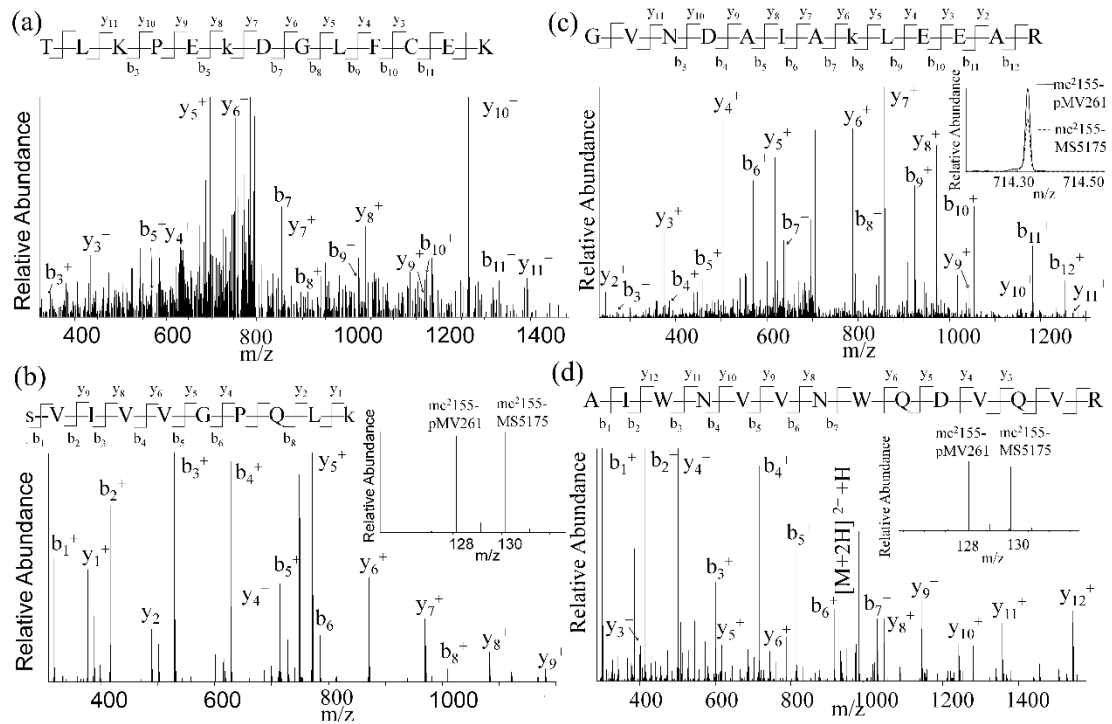 (a)
y11 y10 y9 y8 y7 y6 y5 y4 y3
T L K P E k D G L F C E K
b3 b5 b7 b8 b9 b10 b11
Relative Abundance
b3+ y3− b5− y4| y5+ y6− b7 y7+ b8+ b9− y8+ y9+ b10| y10− b11− y11−
400 600 800 1000 1200 1400
m/z
(b)
y9 y8 y6 y5 y4 y2 y1
s V I V V G P Q L k
b1 b2 b3 b4 b5 b6 b8
Relative Abundance
b1+ y1+ b2+ y2 b3+ b4+ y4− b5+ y5+ b6 y6+ y7+ b8+ y8| y9|
400 600 800 1000
m/z
mc2155-
pMV261
mc2155-
MS5175
Relative Abundance
128 130
m/z
(c)
y11 y10 y9 y8 y7 y6 y5 y4 y3 y2
G V N D A I A k L E E A R
b3 b4 b5 b6 b7 b8 b9 b10 b11 b12
Relative Abundance
y2| b3− y3+ b4+ b5+ y4+ b6| y5+ b7− y6+ b8− y7+ b9+ y8+ y9+ b10+ y10| b11| b12+ y11|
400 600 800 1000 1200
m/z
Relative Abundance
mc2155-
pMV261
mc2155-
MS5175
714.30 714.50
m/z
(d)
y12 y11 y10 y9 y8 y6 y5 y4 y3
A I W N V V N W Q D V Q V R
b1 b2 b3 b4 b5 b6 b7
Relative Abundance
b1+ y3− b2− y4− b3+ y5+ b4| y6+ b5| b6+ [M+2H] 2−+H b7− y8+ y9− y10+ y11+ y12+
400 600 800 1000 1200 1400
m/z
mc2155-
pMV261
mc2155-
MS5175
Relative Abundance
128 130
m/z